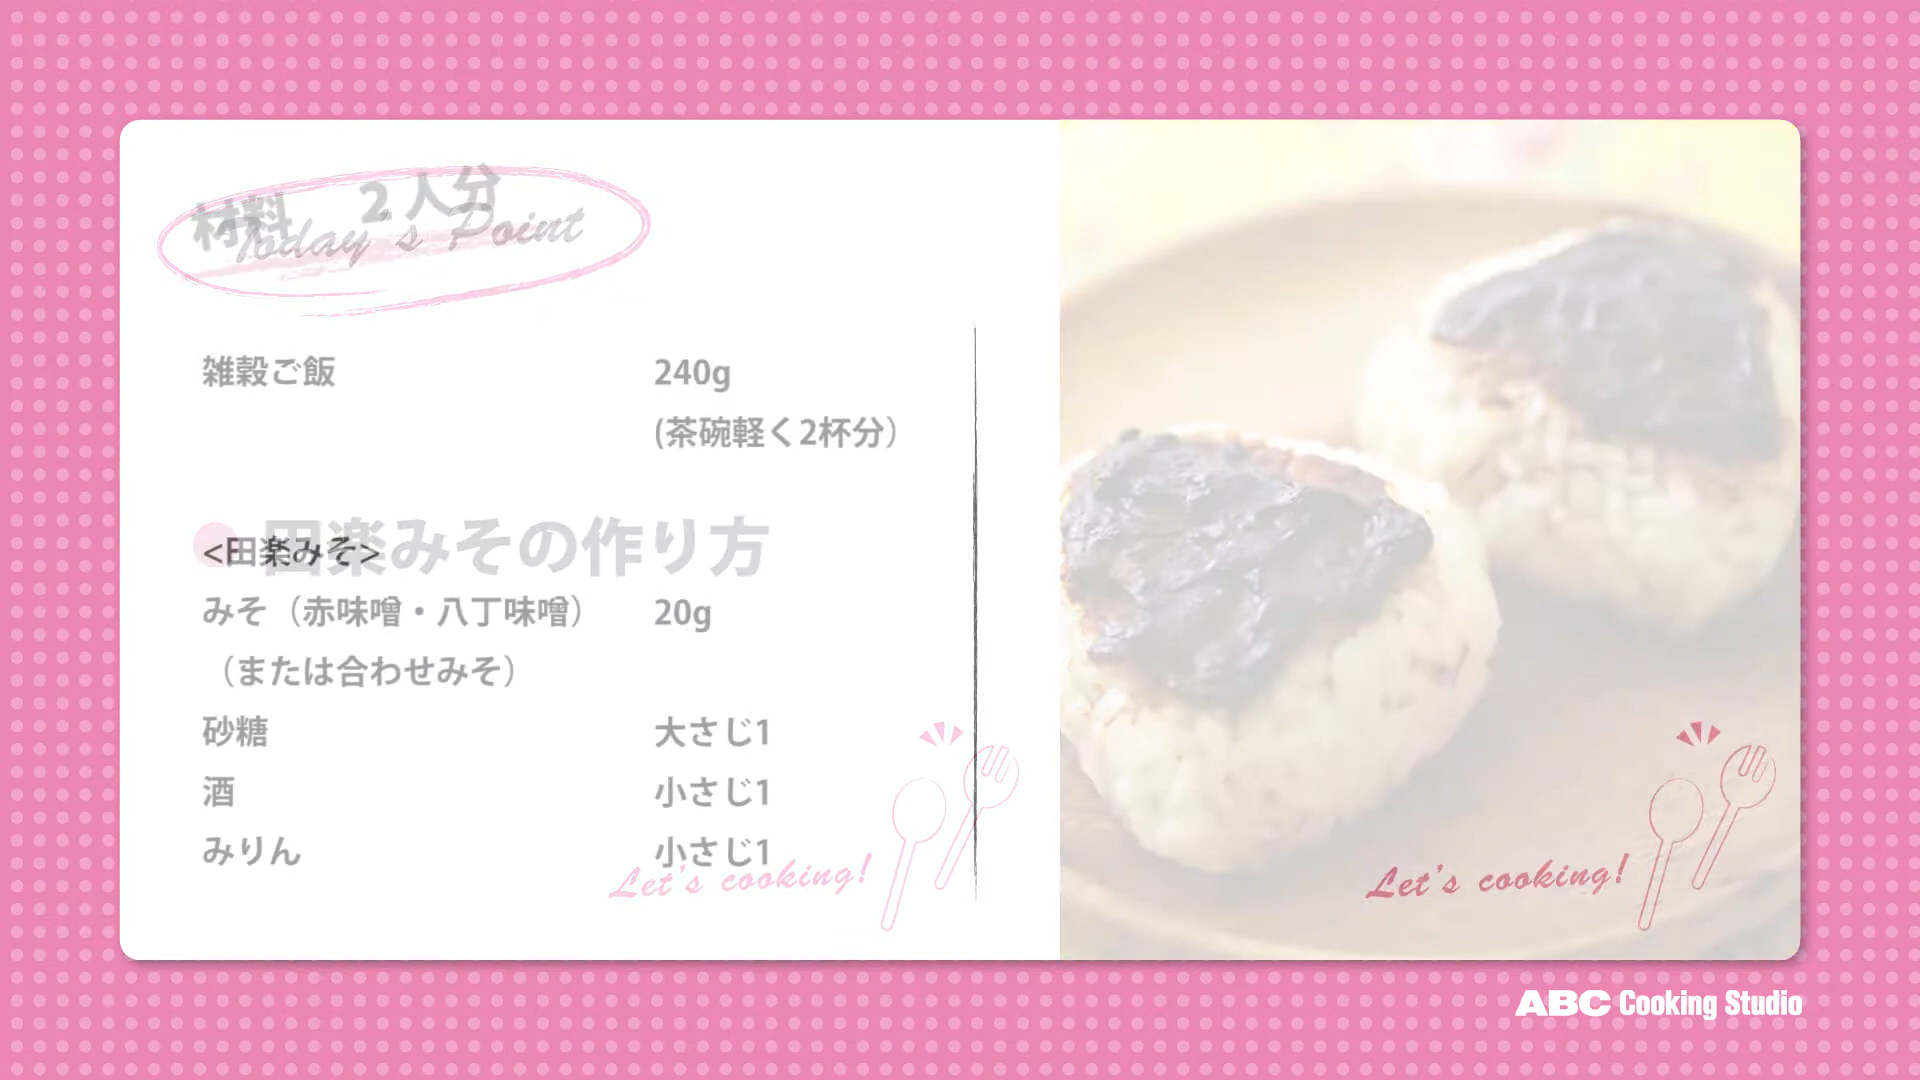 材料 2人分
Today's Point
雑穀ご飯 240g
(茶碗軽く2杯分)
田楽みその作り方
<田楽みそ>
みそ（赤味噌・八丁味噌） 20g
（または合わせみそ）
砂糖 大さじ1
酒 小さじ1
みりん 小さじ1
Let's cooking!
Let's cooking!
ABC Cooking Studio